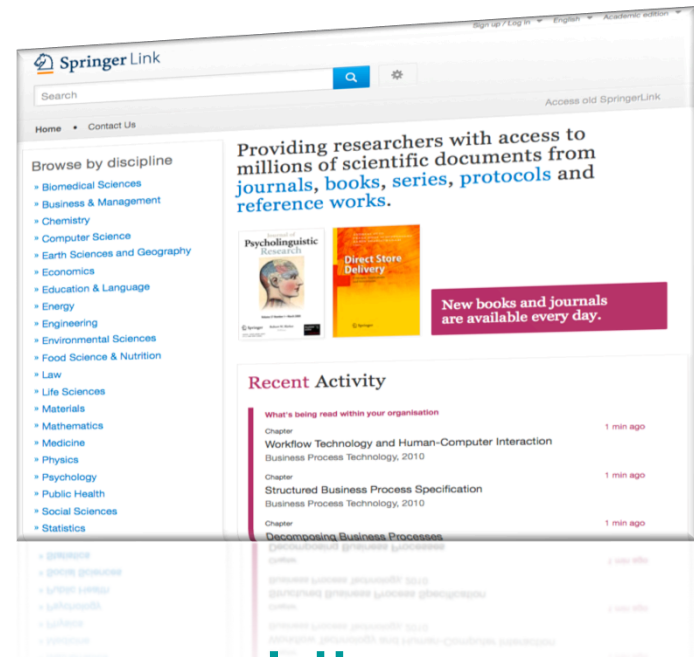 Sign up / Log in English Academic edition
Springer Link
Search
Access old SpringerLink
Home • Contact Us
Browse by discipline
» Biomedical Sciences
» Business & Management
» Chemistry
» Computer Science
» Earth Sciences and Geography
» Economics
» Education & Language
» Energy
» Engineering
» Environmental Sciences
» Food Science & Nutrition
» Law
» Life Sciences
» Materials
» Mathematics
» Medicine
» Physics
» Psychology
» Public Health
» Social Sciences
» Statistics
Providing researchers with access to
millions of scientific documents from
journals, books, series, protocols and
reference works.
Journal of
Psycholinguistic
Research
Springer
Direct Store
Delivery
Springer
New books and journals
are available every day.
Recent Activity
What's being read within your organisation
Chapter 1 min ago
Workflow Technology and Human-Computer Interaction
Business Process Technology, 2010
Chapter 1 min ago
Structured Business Process Specification
Business Process Technology, 2010
Chapter 1 min ago
Decomposing Business Processes